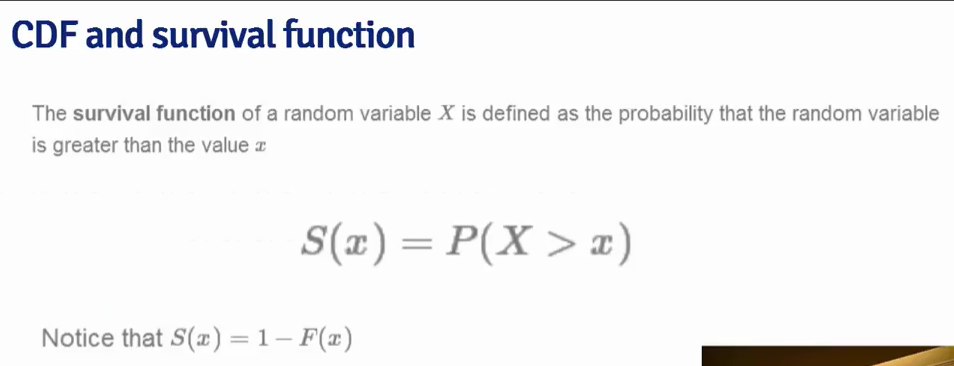 CDF and survival function
The survival function of a random variable X is defined as the probability that the random variable
is greater than the value x
S(x) = P(X > x)
Notice that S(x) = 1 − F(x)